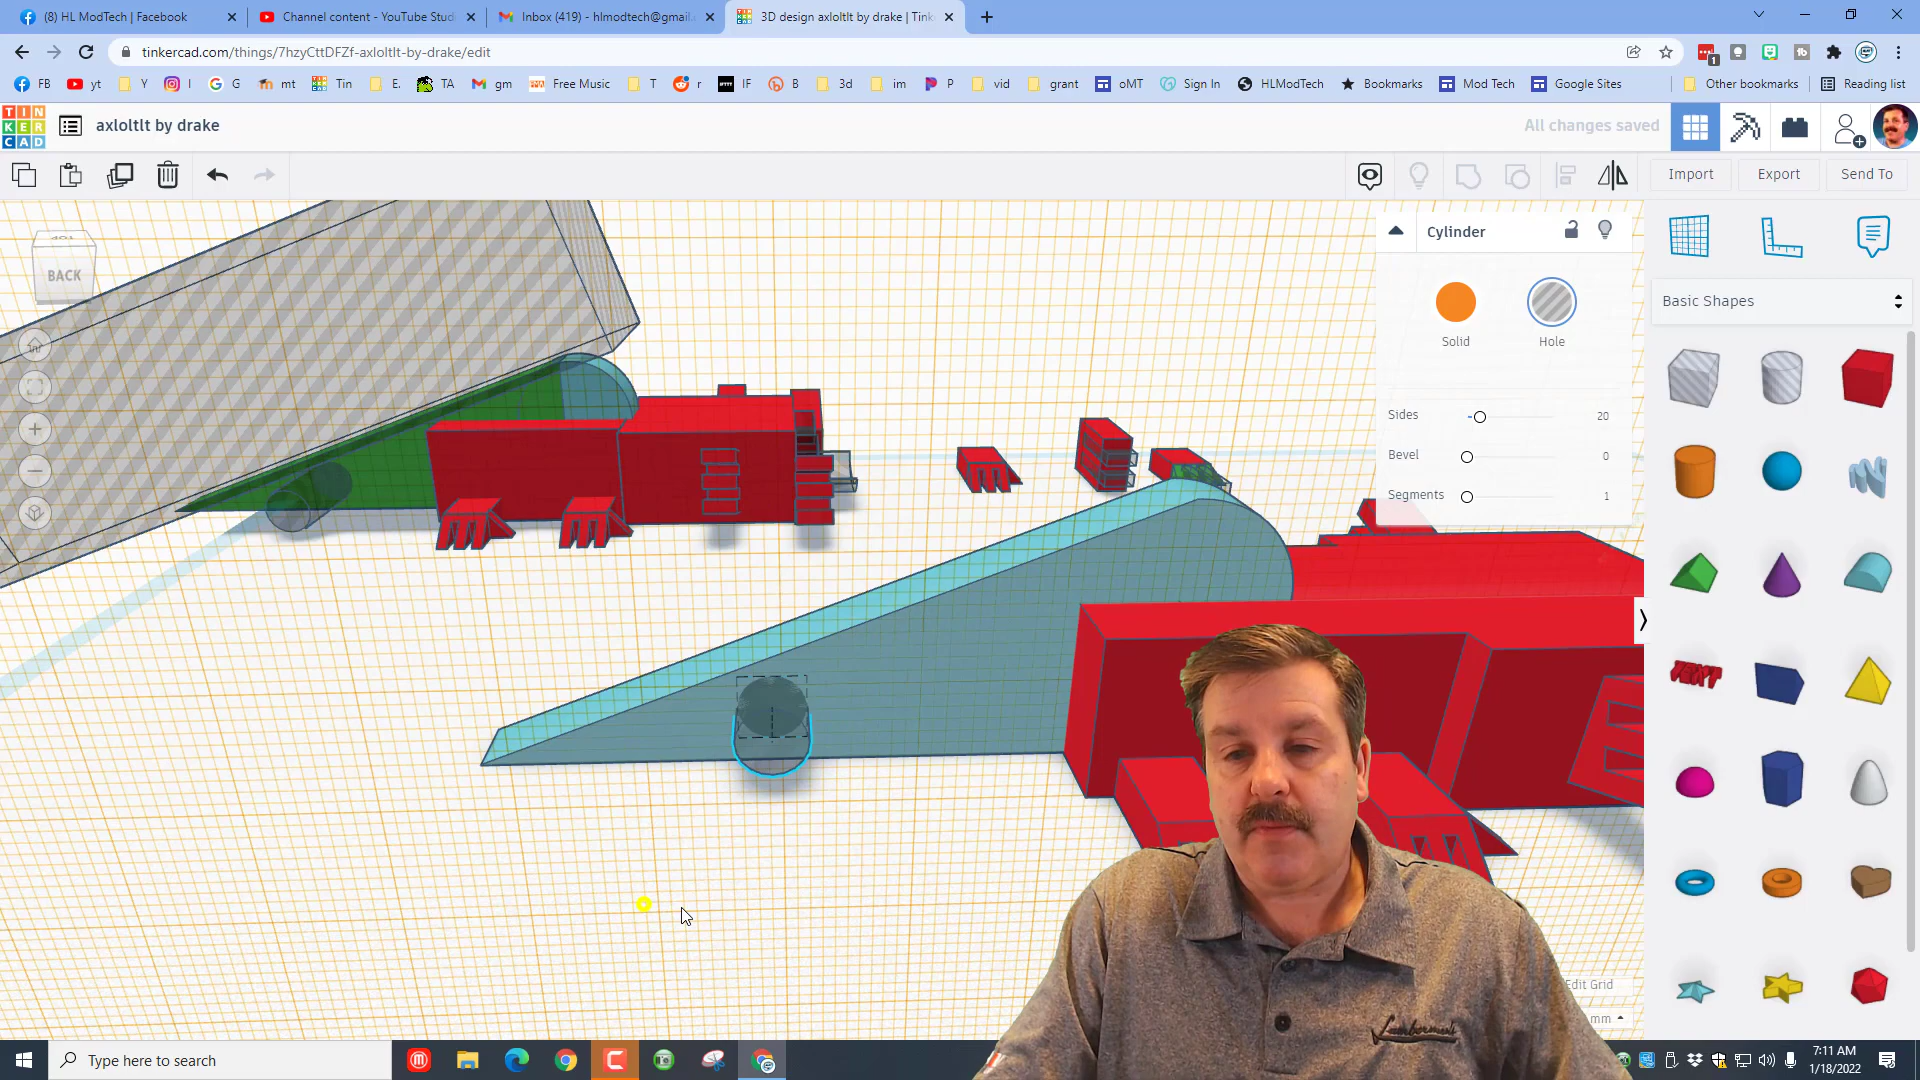 (8) HL ModTech | Facebook
Channel content - YouTube Stud
Inbox (419) - hlmodtech@gmail.
3D design axloltlt by drake | Tink
tinkercad.com/things/7hzyCttDFZf-axloltlt-by-drake/edit
FB yt Y I G mt Tin E. TA gm Free Music T r IF B 3d im P vid grant oMT Sign In HLModTech Bookmarks Mod Tech Google Sites Other bookmarks Reading list
TINKERCAD
axloltlt by drake
All changes saved
Import Export Send To
BACK
Cylinder
Solid Hole
Sides 20
Bevel 0
Segments 1
Basic Shapes
TEXT
Edit Grid
mm
Type here to search
7:11 AM
1/18/2022